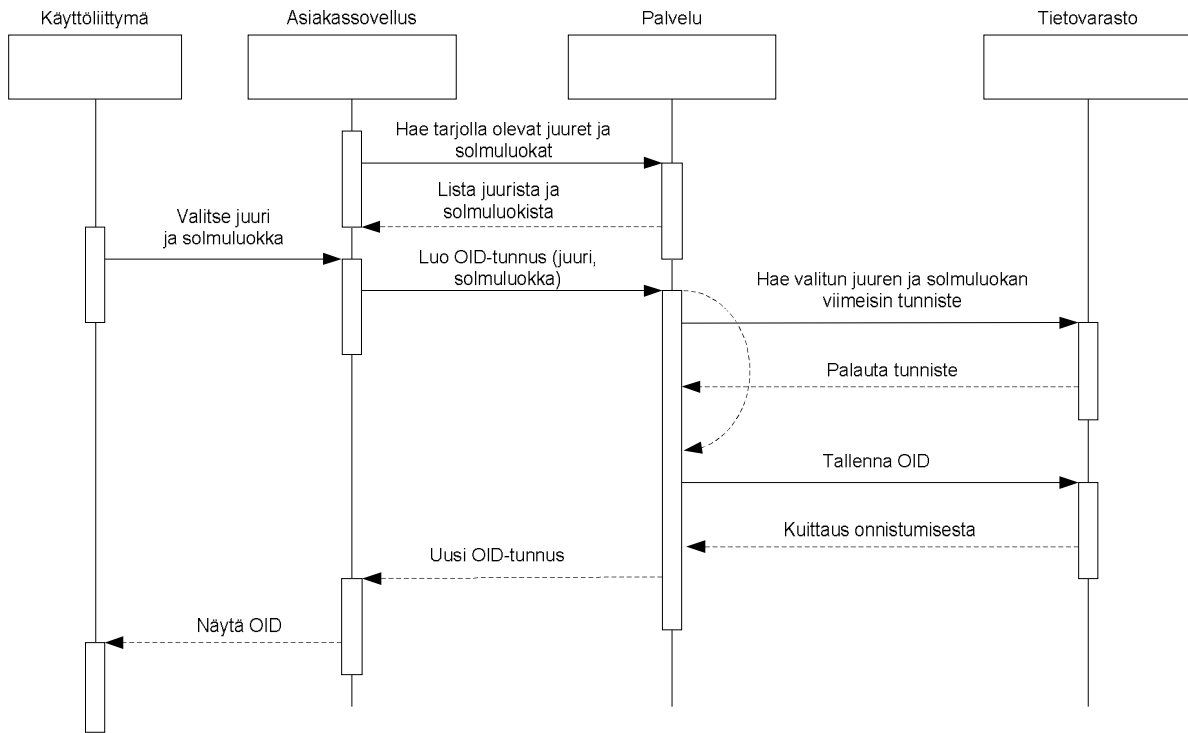 Käyttöliittymä
Asiakassovellus
Palvelu
Tietovarasto
Hae tarjolla olevat juuret ja
solmuluokat
Lista juurista ja
solmuluokista
Valitse juuri
ja solmuluokka
Luo OID-tunnus (juuri,
solmuluokka)
Hae valitun juuren ja solmuluokan
viimeisin tunniste
Palauta tunniste
Tallenna OID
Kuittaus onnistumisesta
Uusi OID-tunnus
Näytä OID